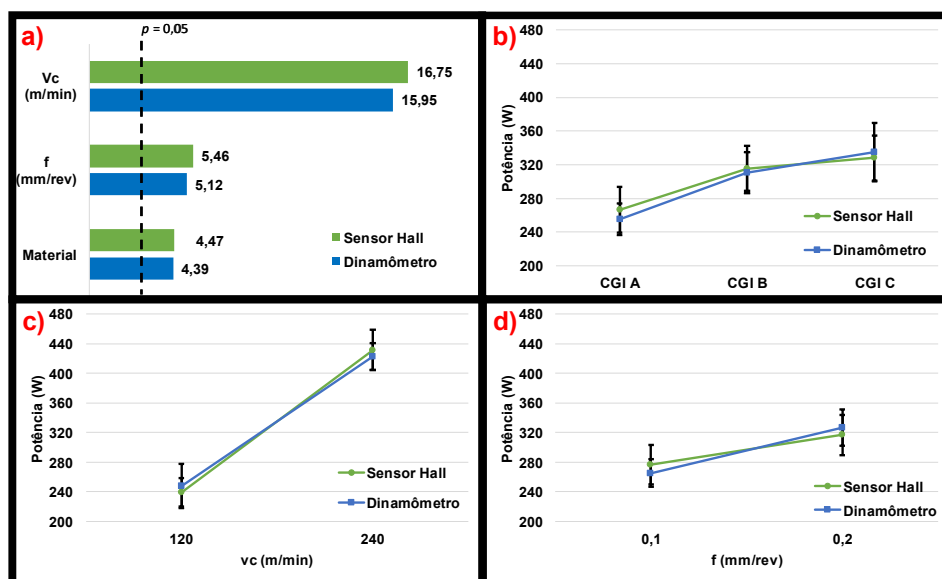 a)
p = 0,05
Vc
(m/min)
16,75
15,95
f
(mm/rev)
5,46
5,12
Material
4,47
4,39
Sensor Hall
Dinamômetro
b)
Potência (W)
480
440
400
360
320
280
240
200
CGI A
CGI B
CGI C
Sensor Hall
Dinamômetro
c)
Potência (W)
480
440
400
360
320
280
240
200
120
240
vc (m/min)
Sensor Hall
Dinamômetro
d)
Potência (W)
480
440
400
360
320
280
240
200
0,1
0,2
f (mm/rev)
Sensor Hall
Dinamômetro